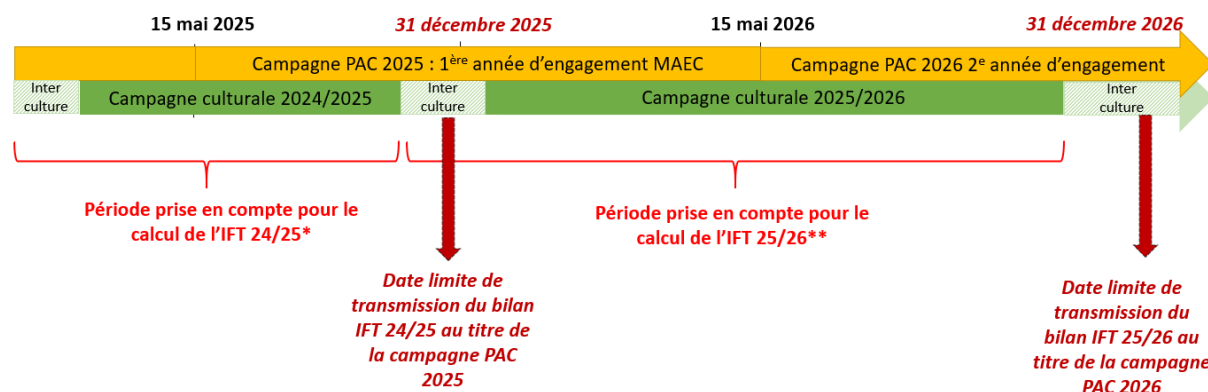 15 mai 2025
31 décembre 2025
15 mai 2026
31 décembre 2026
Campagne PAC 2025 : 1ère année d'engagement MAEC
Campagne PAC 2026 2e année d'engagement
Inter
culture
Campagne culturale 2024/2025
Inter
culture
Campagne culturale 2025/2026
Inter
culture
Période prise en compte pour le
calcul de l'IFT 24/25*
Période prise en compte pour le
calcul de l'IFT 25/26**
Date limite de
transmission du bilan
IFT 24/25 au titre de
la campagne PAC
2025
Date limite de
transmission du
bilan IFT 25/26 au
titre de la campagne
PAC 2026